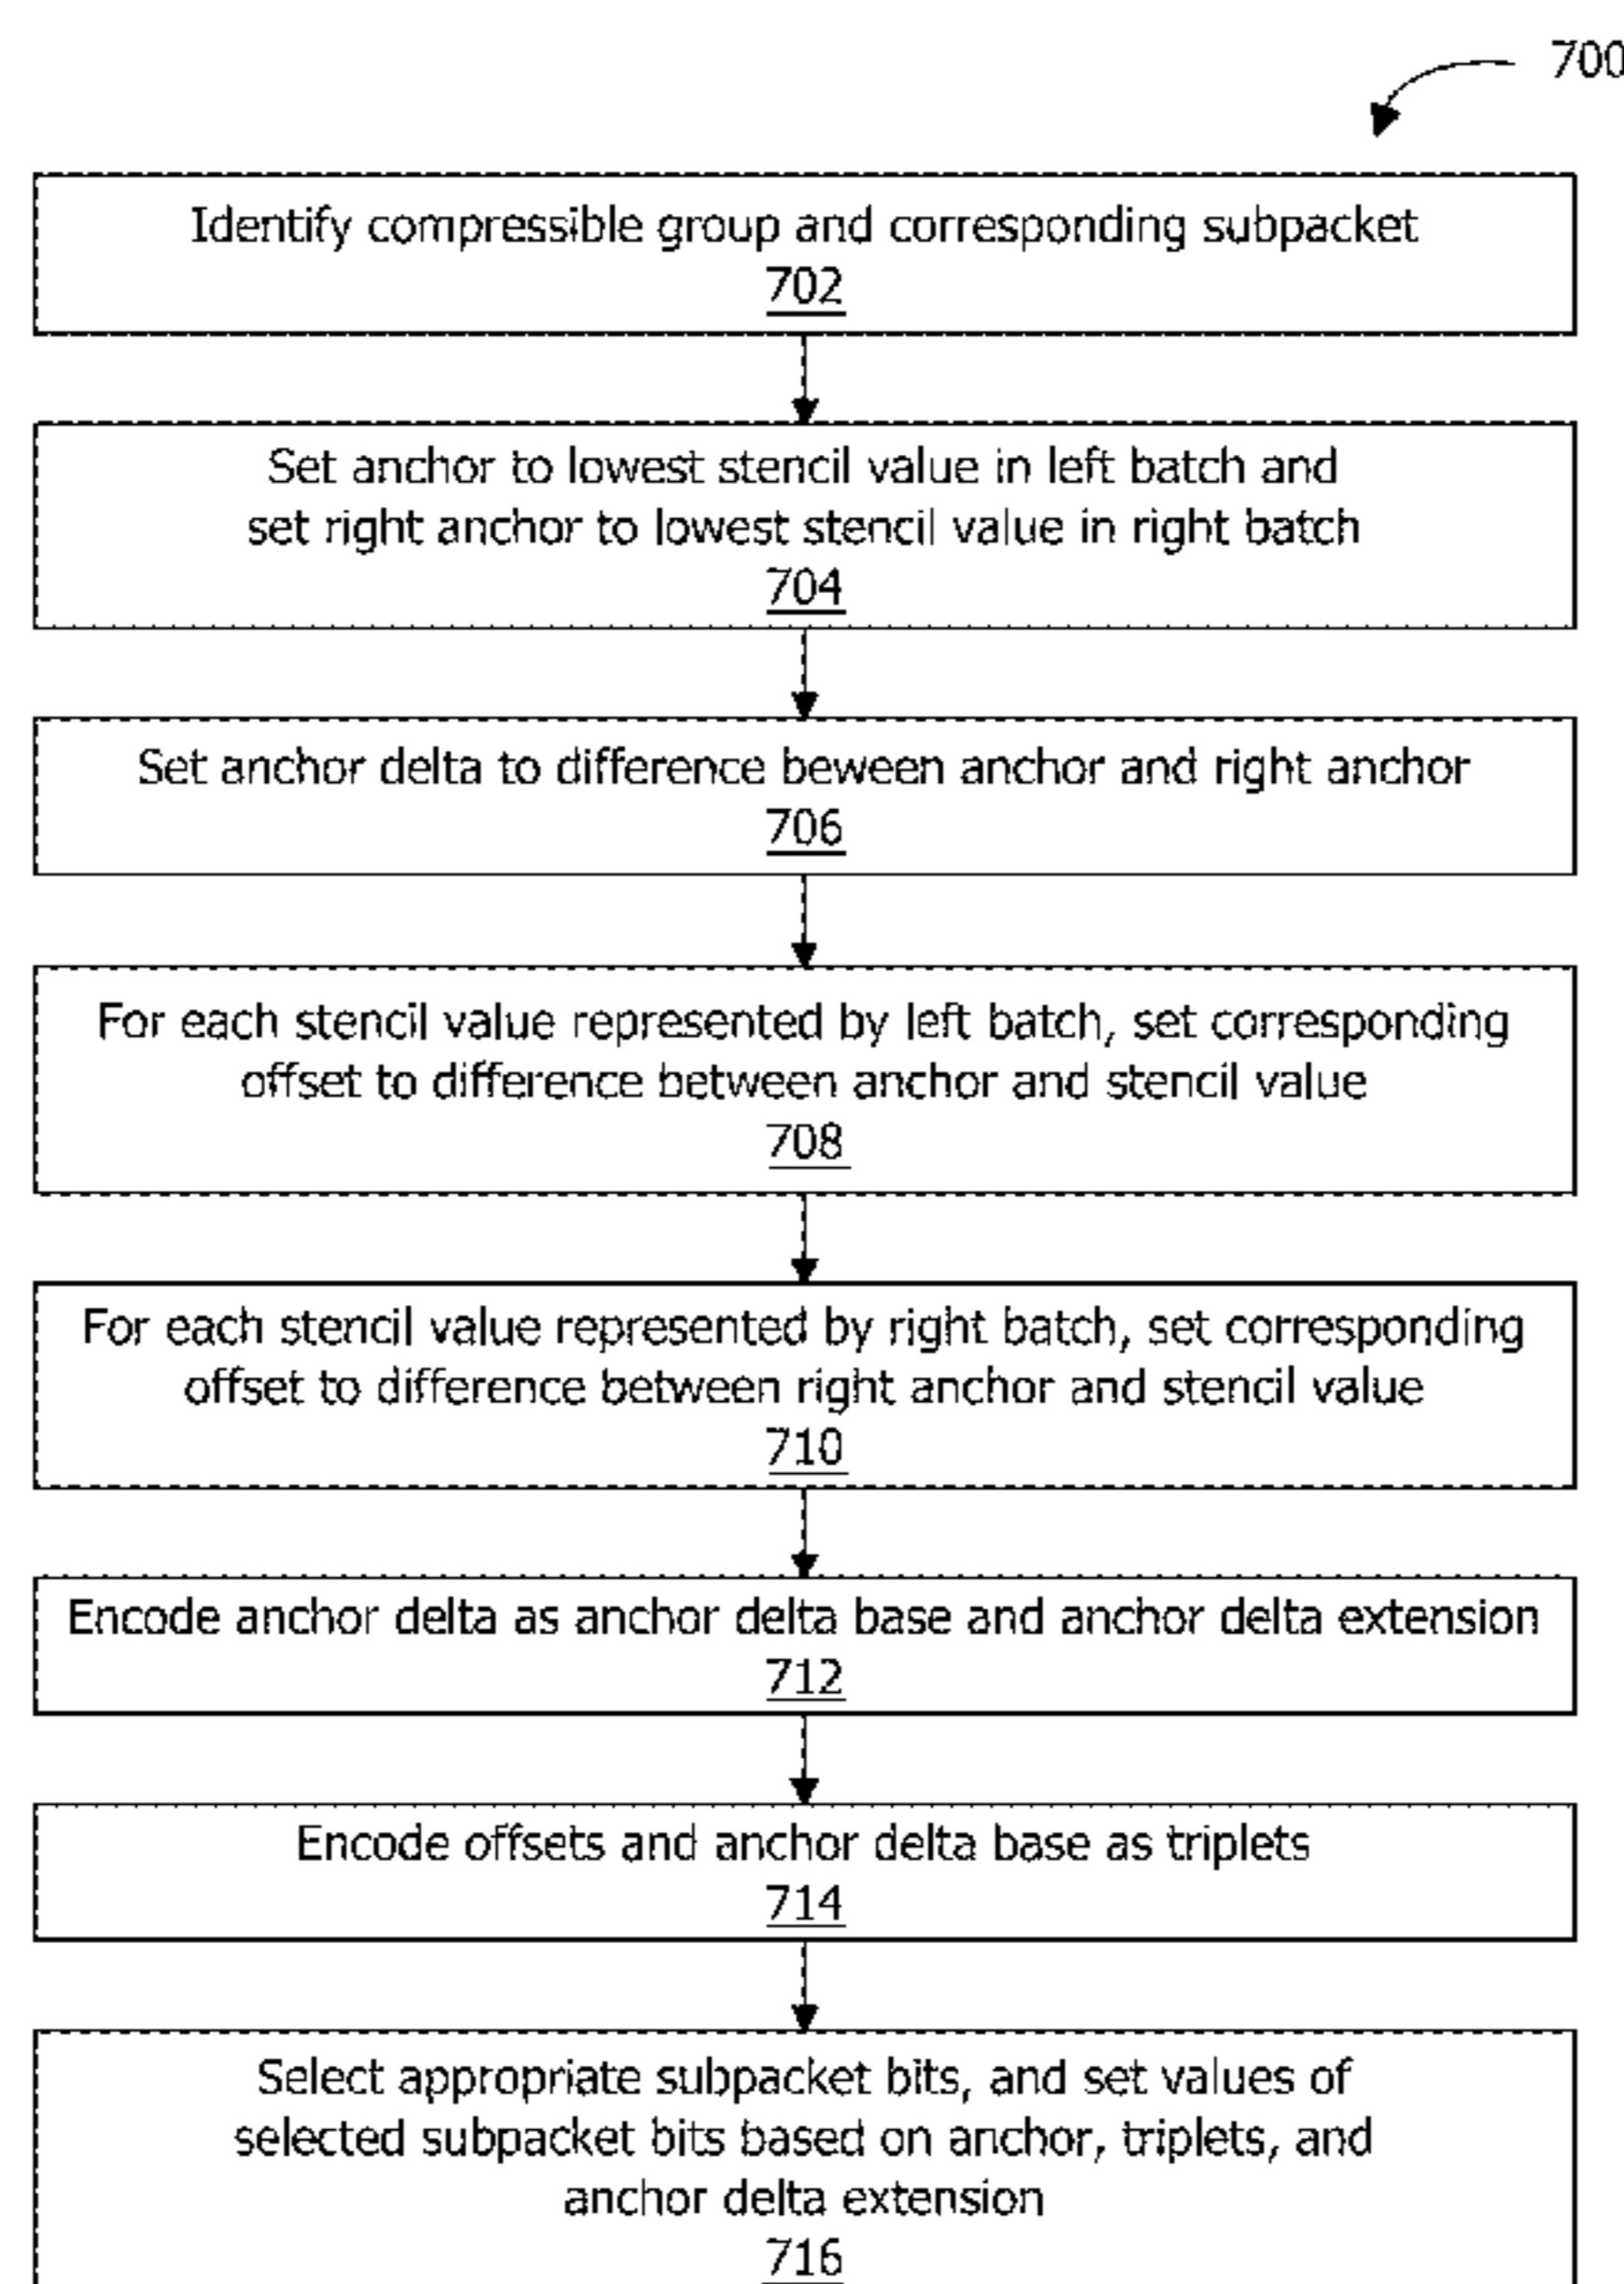 700
Identify compressible group and corresponding subpacket
702
Set anchor to lowest stencil value in left batch and
set right anchor to lowest stencil value in right batch
704
Set anchor delta to difference beween anchor and right anchor
706
For each stencil value represented by left batch, set corresponding
offset to difference between anchor and stencil value
708
For each stencil value represented by right batch, set corresponding
offset to difference between right anchor and stencil value
710
Encode anchor delta as anchor delta base and anchor delta extension
712
Encode offsets and anchor delta base as triplets
714
Select appropriate subpacket bits, and set values of
selected subpacket bits based on anchor, triplets, and
anchor delta extension
716